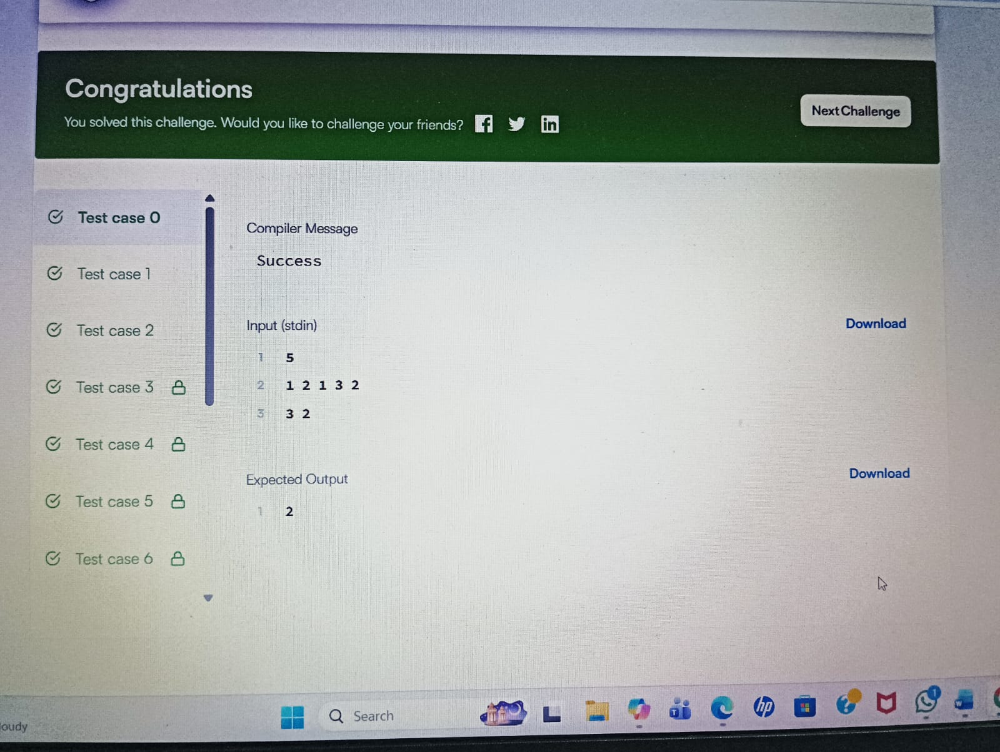 Congratulations
You solved this challenge. Would you like to challenge your friends?
Next Challenge
Test case 0
Test case 1
Test case 2
Test case 3
Test case 4
Test case 5
Test case 6
Compiler Message
Success
Input (stdin)
Download
1 5
2 1 2 1 3 2
3 3 2
Expected Output
Download
1 2
loudy
Search
hp
1